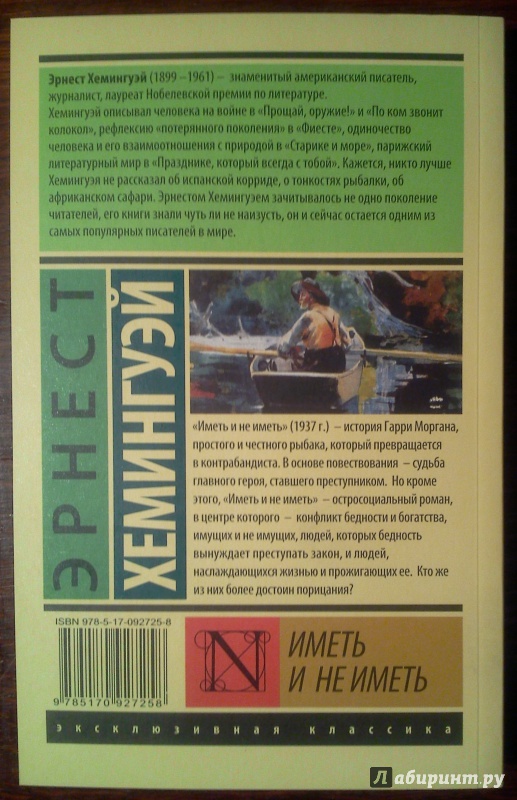 Эрнест Хемингуэй (1899 –1961) – знаменитый американский писатель,
журналист, лауреат Нобелевской премии по литературе.
Хемингуэй описывал человека на войне в «Прощай, оружие!» и «По ком звонит
колокол», рефлексию «потерянного поколения» в «Фиесте», одиночество
человека и его взаимоотношения с природой в «Старике и море», парижский
литературный мир в «Празднике, который всегда с тобой». Кажется, никто лучше
Хемингуэя не рассказал об испанской корриде, о тонкостях рыбалки, об
африканском сафари. Эрнестом Хемингуэем зачитывалось не одно поколение
читателей, его книги знали чуть ли не наизусть, он и сейчас остается одним из
самых популярных писателей в мире.
ЭРНЕСТ
ХЕМИНГУЭЙ
«Иметь и не иметь» (1937 г.) – история Гарри Моргана,
простого и честного рыбака, который превращается
в контрабандиста. В основе повествования – судьба
главного героя, ставшего преступником. Но кроме
этого, «Иметь и не иметь» – остросоциальный роман,
в центре которого – конфликт бедности и богатства,
имущих и не имущих, людей, которых бедность
вынуждает преступать закон, и людей,
наслаждающихся жизнью и прожигающих ее. Кто же
из них более достоин порицания?
ISBN 978-5-17-092725-8
9 785170 927258
N
ИМЕТЬ
И НЕ ИМЕТЬ
эксклюзивная классика
Лабиринт.ру